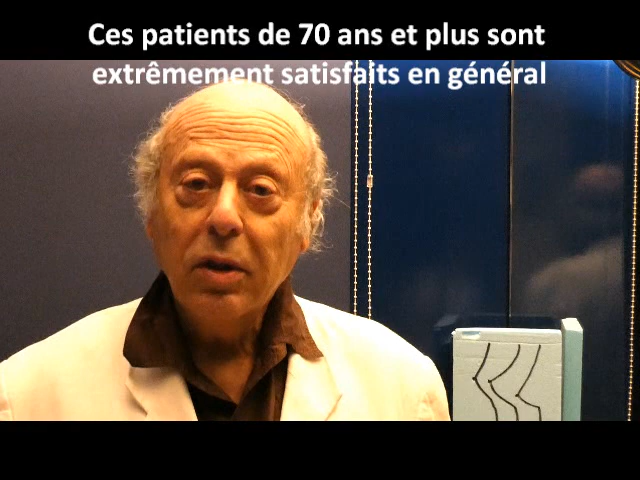 Ces patients de 70 ans et plus sont
extrêmement satisfaits en général